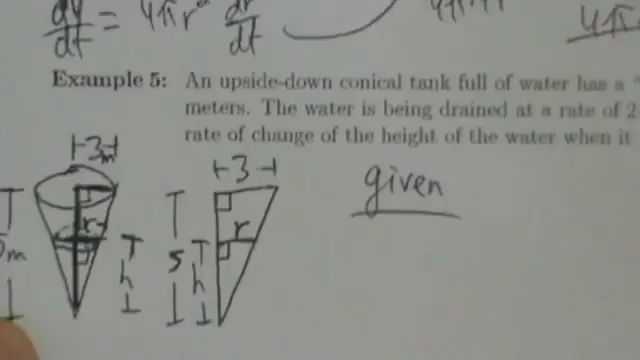 dy/dt = 4πr² dr/dt
4π
Example 5: An upside-down conical tank full of water has a
meters. The water is being drained at a rate of 2
rate of change of the height of the water when it
3m
3
given
r
r
m
h
5
h